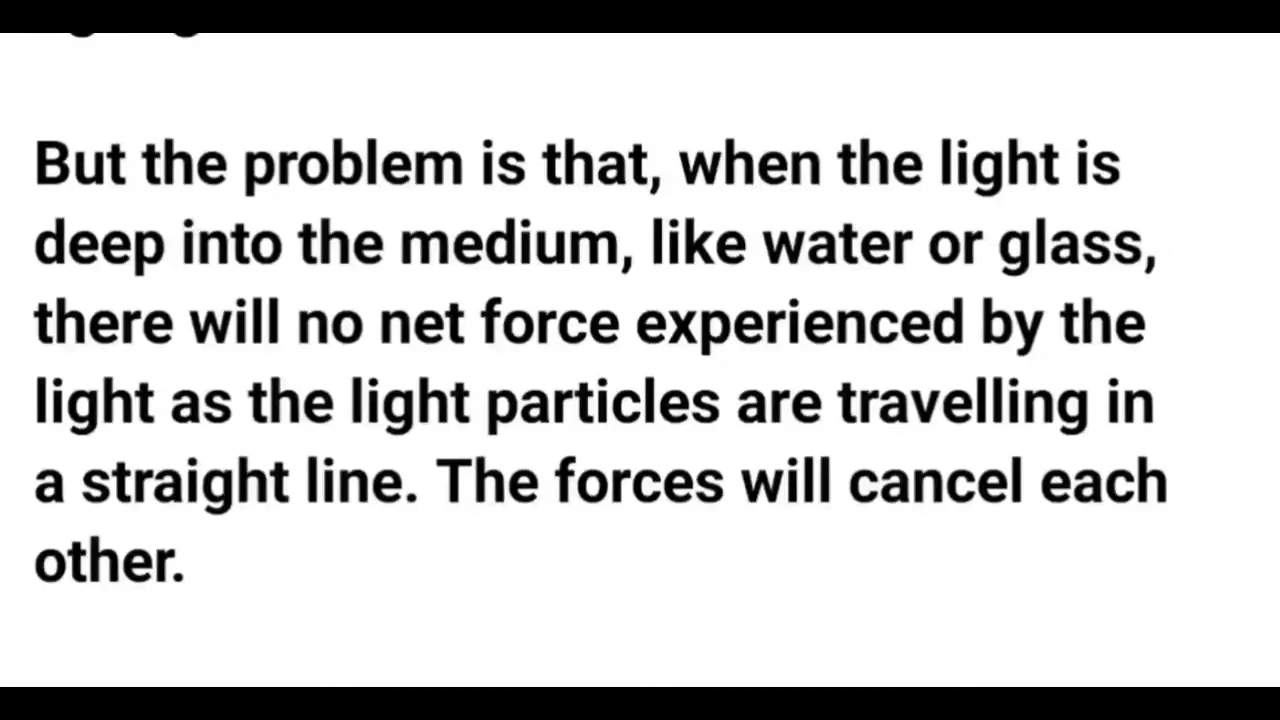 But the problem is that, when the light is
deep into the medium, like water or glass,
there will no net force experienced by the
light as the light particles are travelling in
a straight line. The forces will cancel each
other.